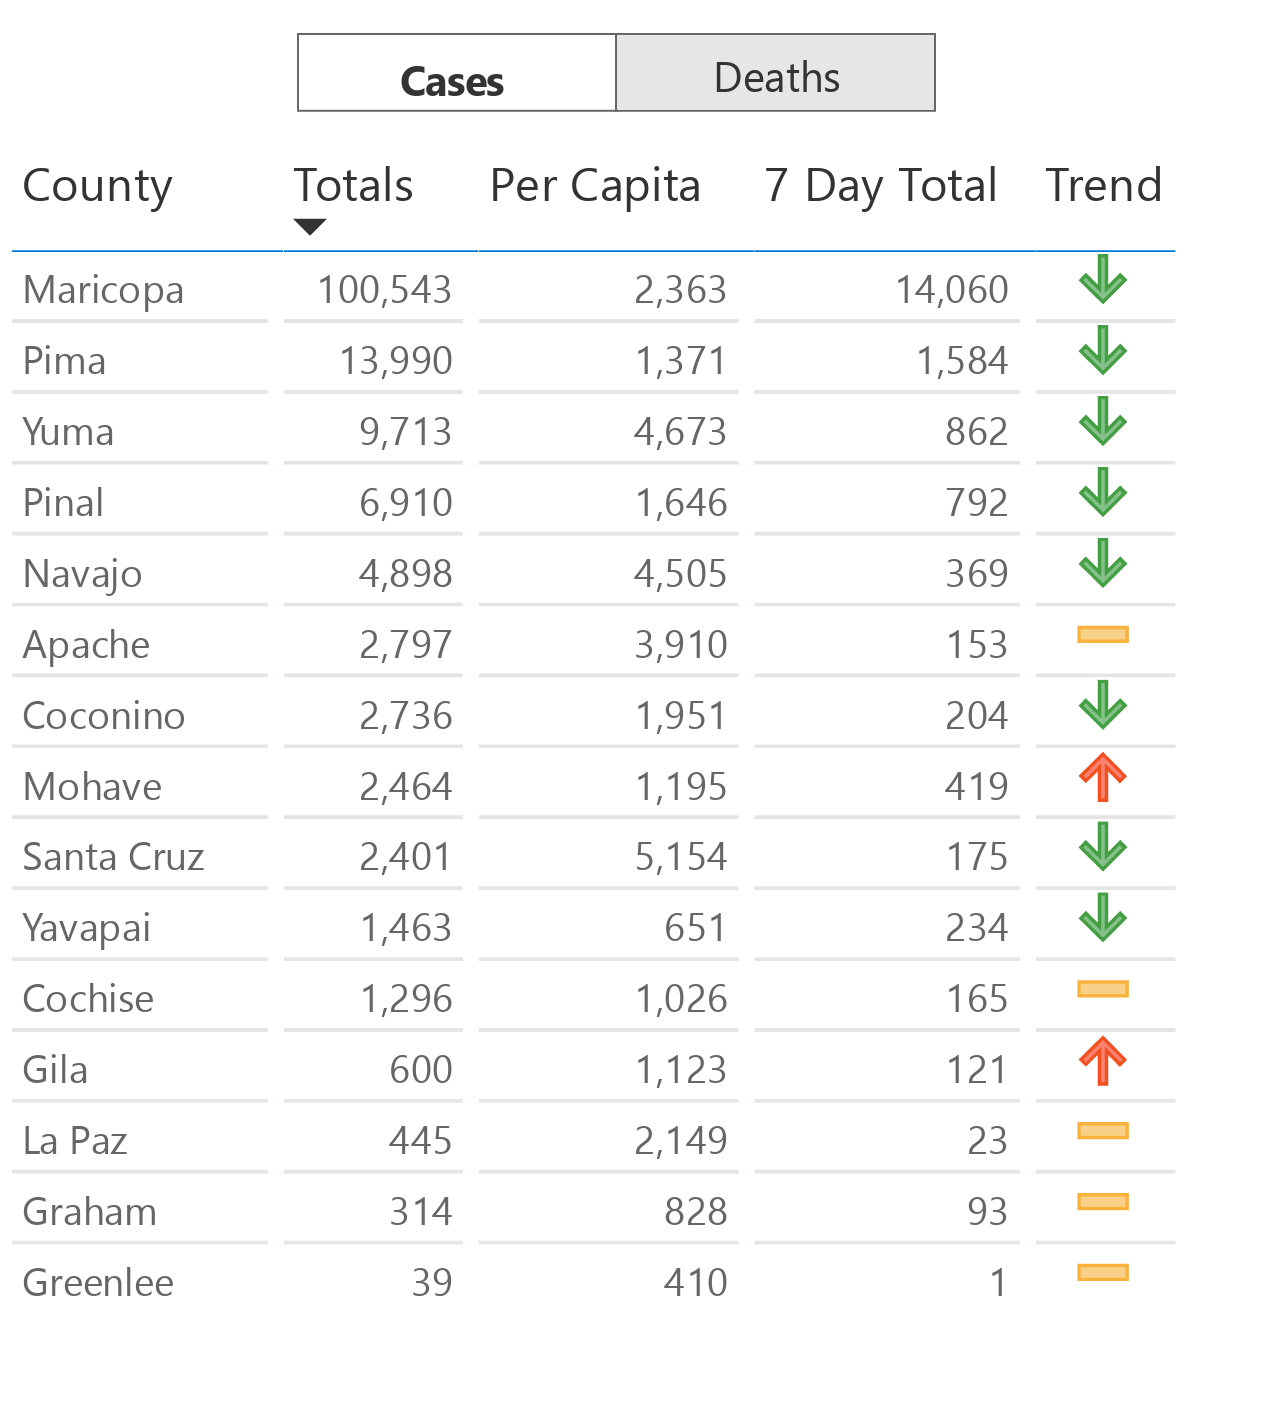 Cases Deaths
County Totals Per Capita 7 Day Total Trend
Maricopa 100,543 2,363 14,060
Pima 13,990 1,371 1,584
Yuma 9,713 4,673 862
Pinal 6,910 1,646 792
Navajo 4,898 4,505 369
Apache 2,797 3,910 153
Coconino 2,736 1,951 204
Mohave 2,464 1,195 419
Santa Cruz 2,401 5,154 175
Yavapai 1,463 651 234
Cochise 1,296 1,026 165
Gila 600 1,123 121
La Paz 445 2,149 23
Graham 314 828 93
Greenlee 39 410 1